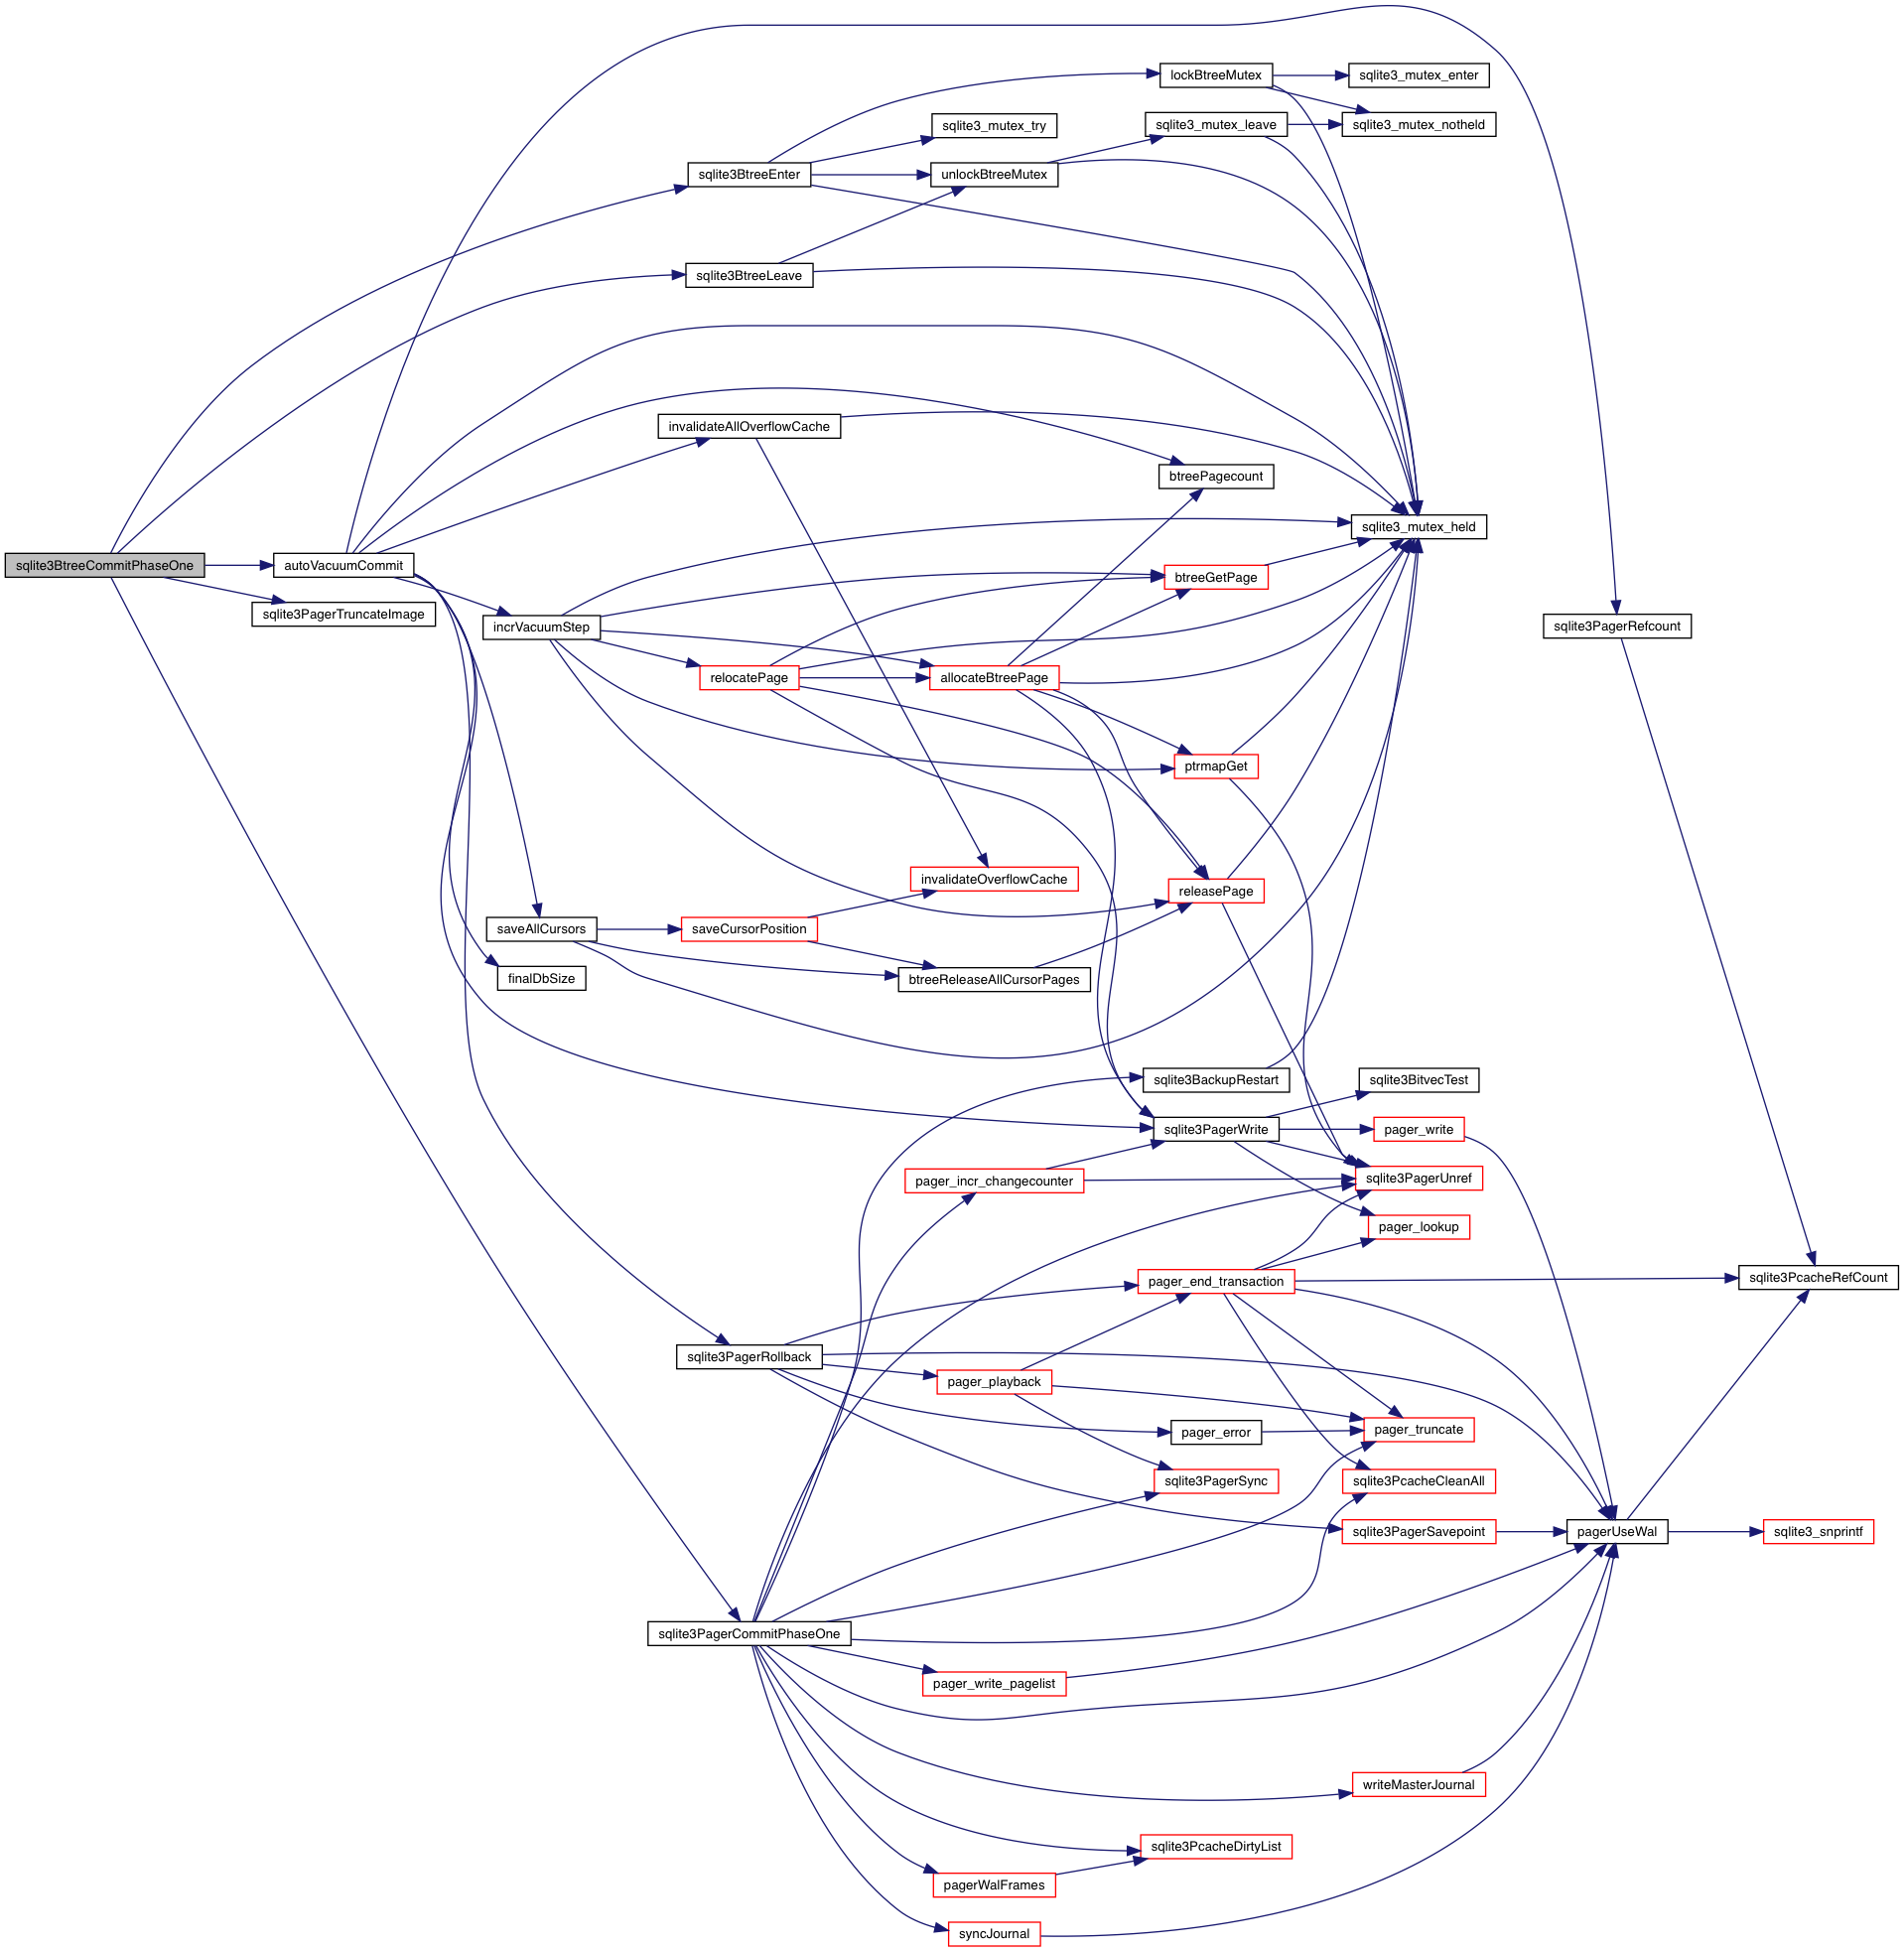 lockBtreeMutex
sqlite3_mutex_enter
sqlite3_mutex_try
sqlite3_mutex_leave
sqlite3_mutex_notheld
sqlite3BtreeEnter
unlockBtreeMutex
sqlite3BtreeLeave
invalidateAllOverflowCache
btreePagecount
sqlite3_mutex_held
sqlite3BtreeCommitPhaseOne
autoVacuumCommit
btreeGetPage
sqlite3PagerTruncateImage
incrVacuumStep
sqlite3PagerRefcount
relocatePage
allocateBtreePage
ptrmapGet
invalidateOverflowCache
releasePage
saveAllCursors
saveCursorPosition
finalDbSize
btreeReleaseAllCursorPages
sqlite3BackupRestart
sqlite3BitvecTest
sqlite3PagerWrite
pager_write
pager_incr_changecounter
sqlite3PagerUnref
pager_lookup
pager_end_transaction
sqlite3PcacheRefCount
sqlite3PagerRollback
pager_playback
pager_error
pager_truncate
sqlite3PagerSync
sqlite3PcacheCleanAll
sqlite3PagerSavepoint
pagerUseWal
sqlite3_snprintf
sqlite3PagerCommitPhaseOne
pager_write_pagelist
writeMasterJournal
sqlite3PcacheDirtyList
pagerWalFrames
syncJournal